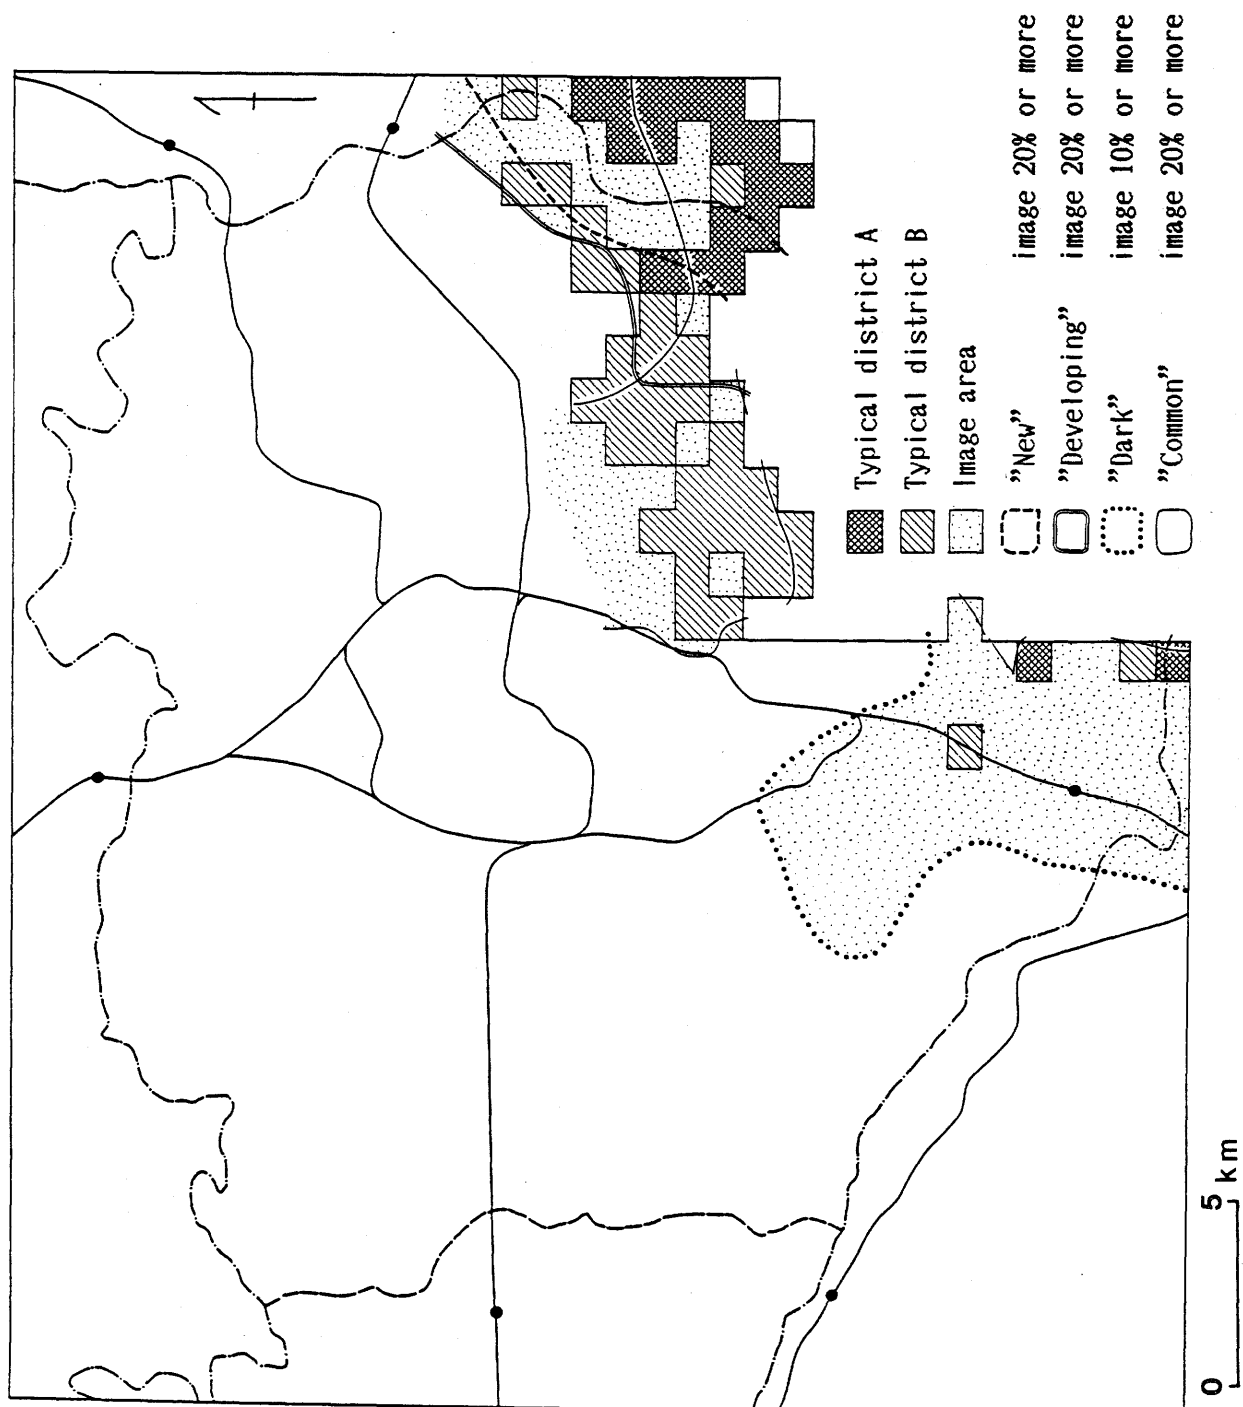 Typical district A
Typical district B
Image area
"New" image 20% or more
"Developing" image 20% or more
"Dark" image 10% or more
"Common" image 20% or more
0 5 km